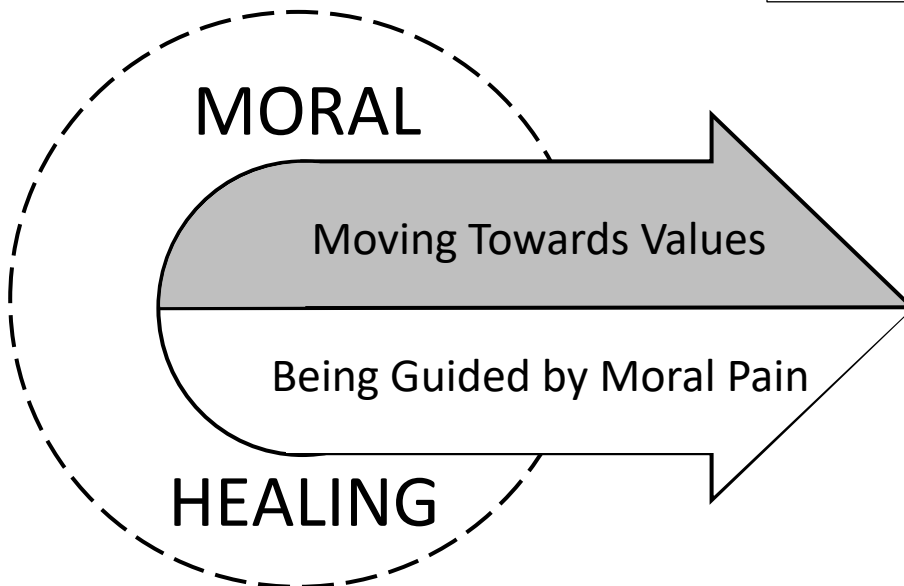 MORAL
Moving Towards Values
Being Guided by Moral Pain
HEALING